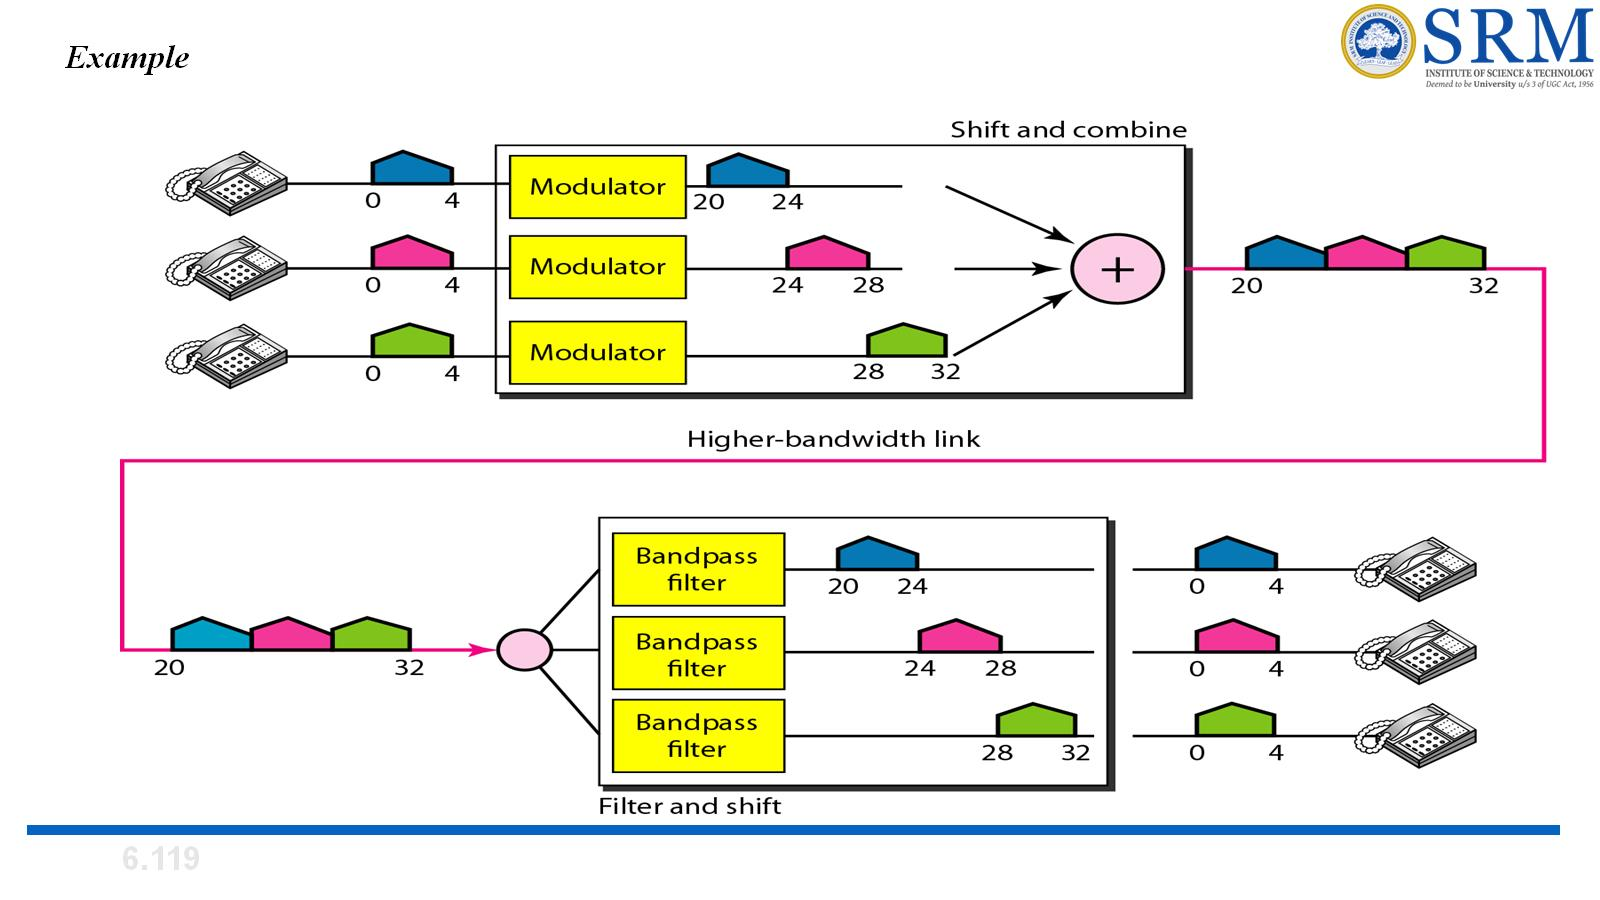 Example
SRM
INSTITUTE OF SCIENCE & TECHNOLOGY
Deemed to be University u/s 3 of UGC Act, 1956
Shift and combine
0 4
Modulator
20 24
0 4
Modulator
24 28
0 4
Modulator
28 32
+
20 32
Higher-bandwidth link
20 32
Bandpass
filter
20 24
0 4
Bandpass
filter
24 28
0 4
Bandpass
filter
28 32
0 4
Filter and shift
6.119